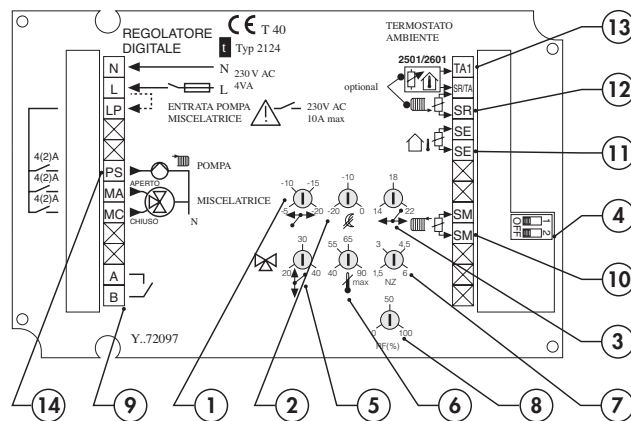 REGOLATORE
DIGITALE
CE T 40
t Typ 2124
TERMOSTATO
AMBIENTE
2501/2601
optional
N
L
LP
N
L
230 V AC
4VA
ENTRATA POMPA
MISCELATRICE
230V AC
10A max
4(2)A
4(2)A
4(2)A
PS
MA
MC
POMPA
APERTO
MISCELATRICE
CHIUSO
N
A
B
TA1
SR/TA
SR
SE
SE
SM
SM
OFF
1
2
-10
-15
-5
-20
-10
-20
0
18
14
22
30
20
40
55
65
40
90
max
3
4,5
1,5
6
NZ
50
0
100
RF(%)
Y..72097
13
12
11
4
10
14
9
1
2
5
6
8
7
3